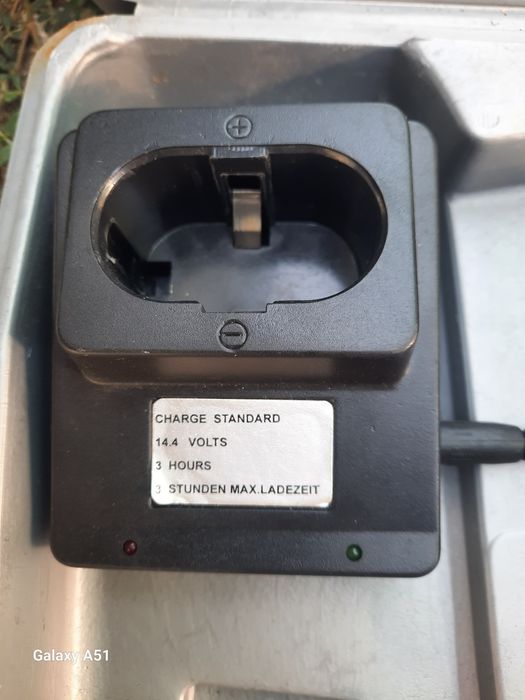 +
−
CHARGE STANDARD
14.4 VOLTS
3 HOURS
3 STUNDEN MAX.LADEZEIT
Galaxy A51